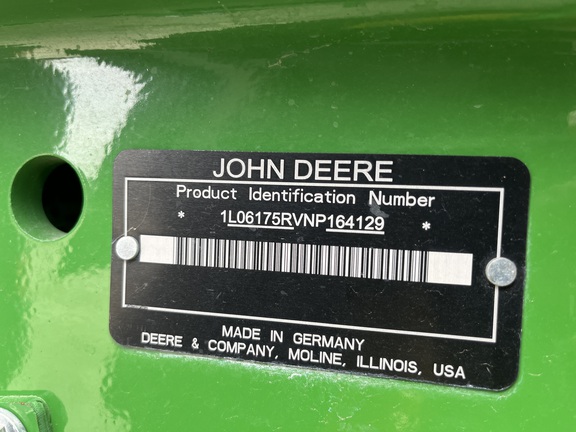 JOHN DEERE
Product Identification Number
* 1L06175RVNP164129 *
MADE IN GERMANY
DEERE & COMPANY, MOLINE, ILLINOIS, USA